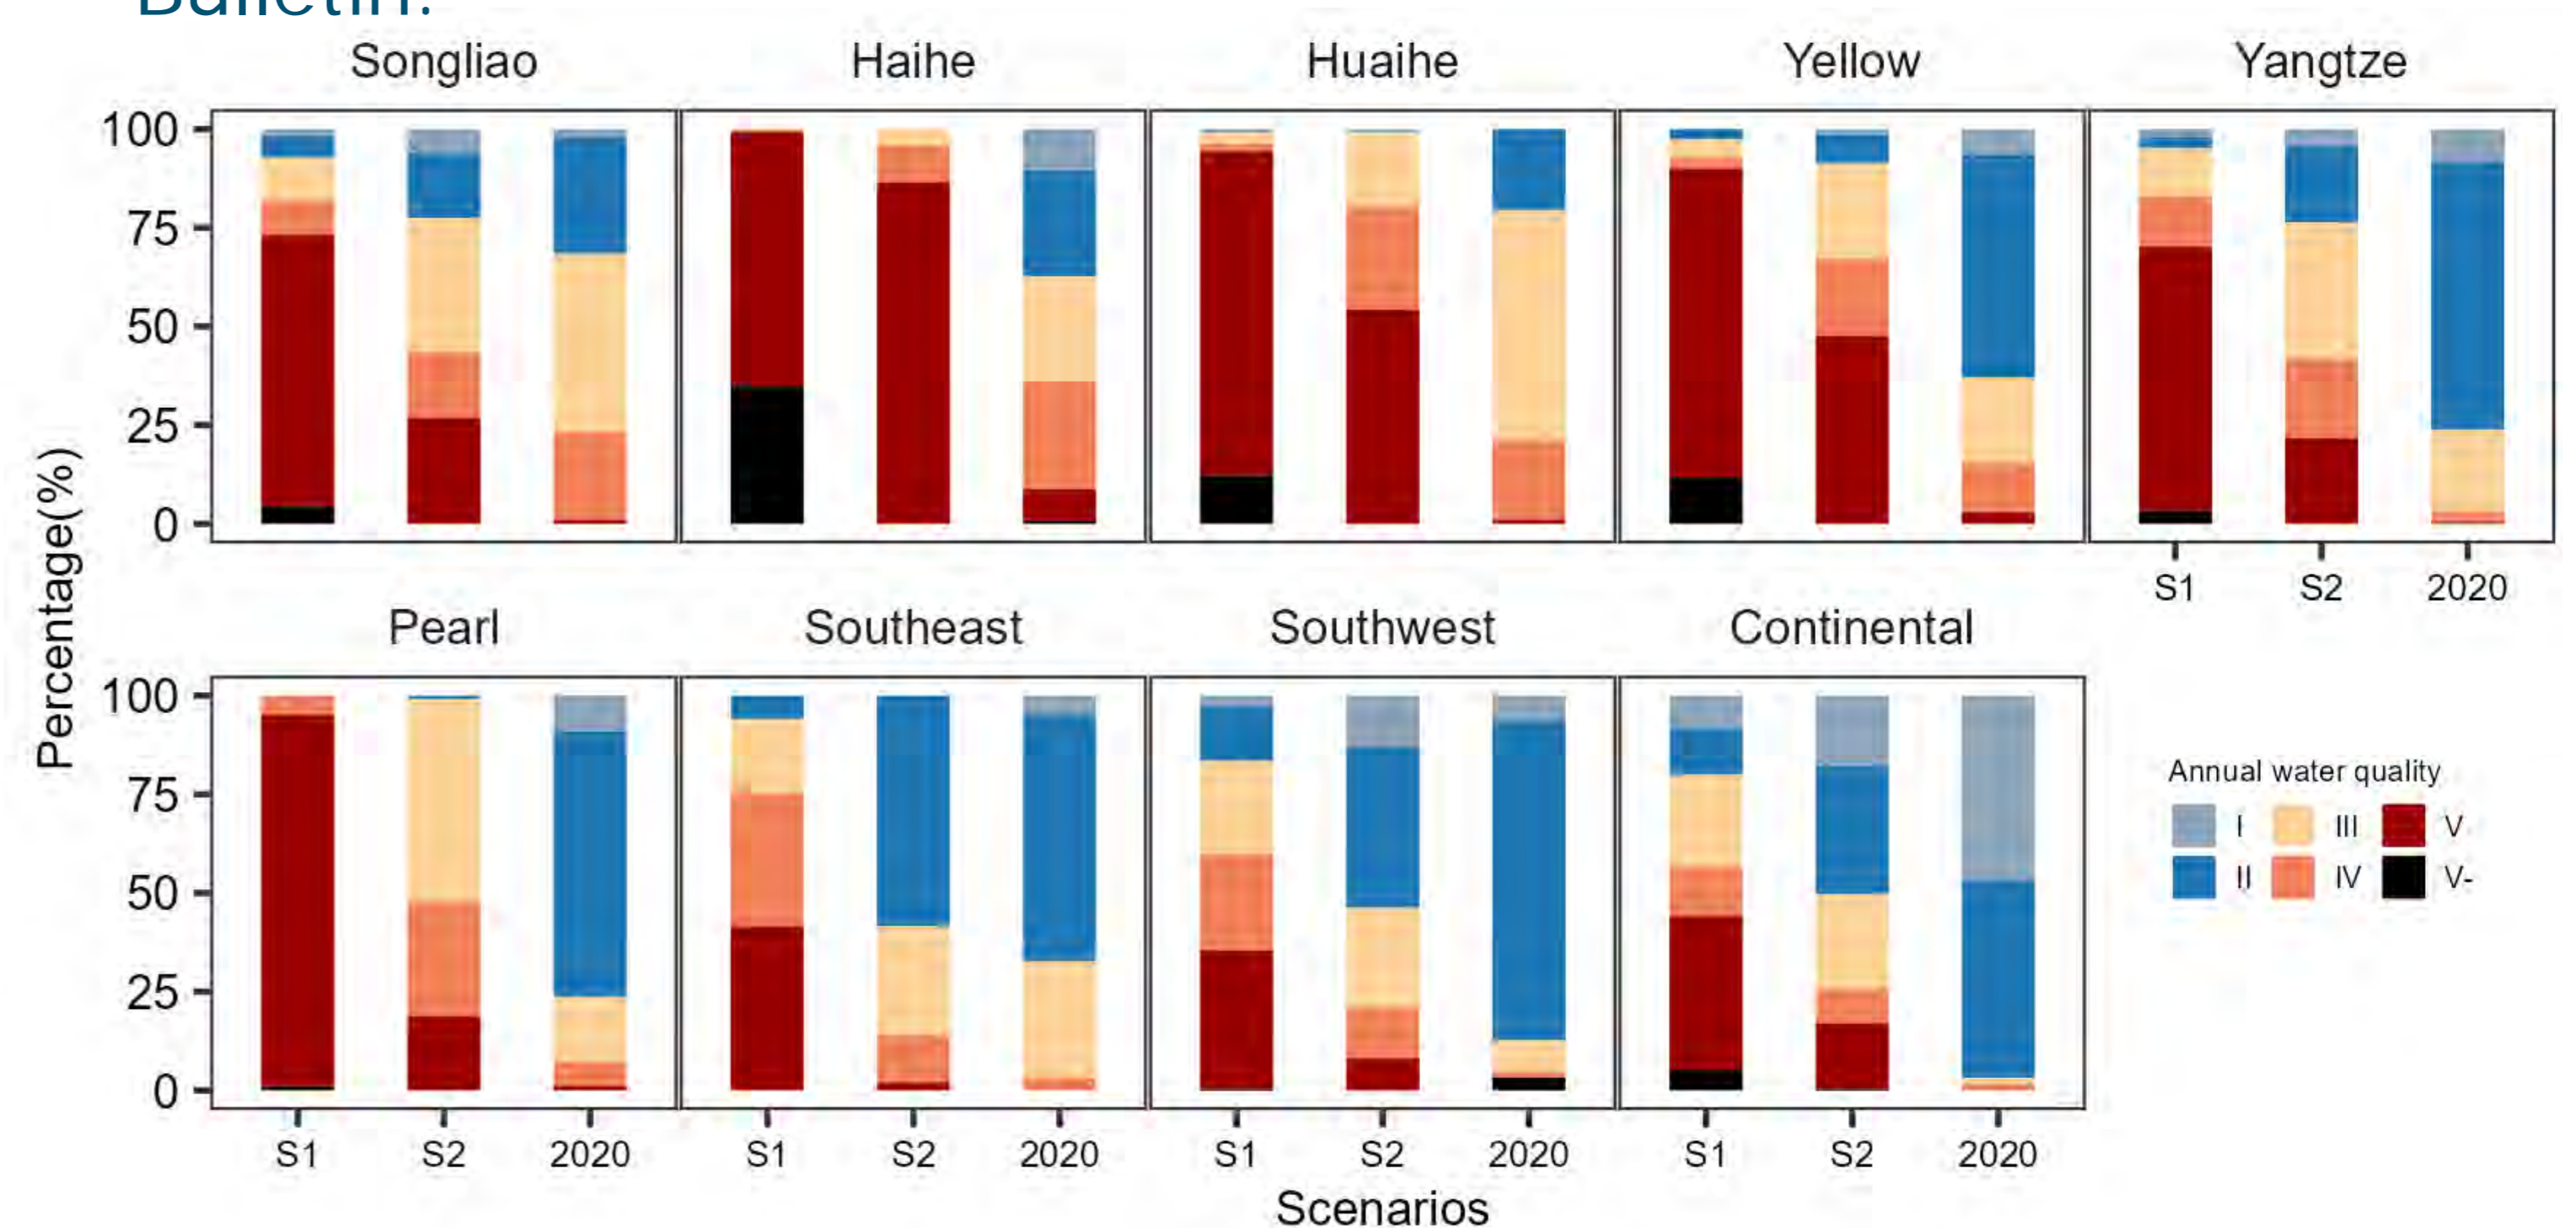 Bulletin.
Songliao Haihe Huaihe Yellow Yangtze
100
75
50
25
0
S1 S2 2020
Pearl Southeast Southwest Continental
100
75
50
25
0
S1 S2 2020 S1 S2 2020 S1 S2 2020 S1 S2 2020
Percentage(%)
Scenarios
Annual water quality
I III V
II IV V-